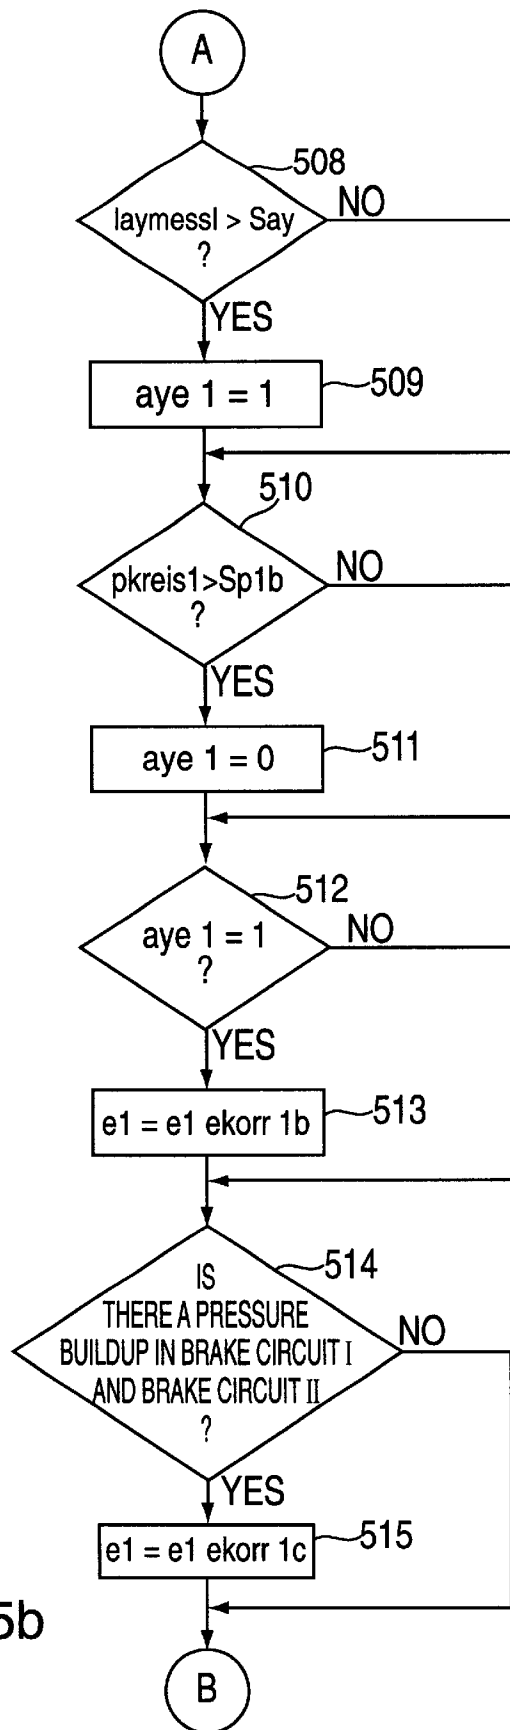 A
508
laymessl > Say
?
NO
YES
aye 1 = 1
509
510
pkreis1>Sp1b
?
NO
YES
aye 1 = 0
511
512
aye 1 = 1
?
NO
YES
e1 = e1 ekorr 1b
513
514
IS
THERE A PRESSURE
BUILDUP IN BRAKE CIRCUIT I
AND BRAKE CIRCUIT II
?
NO
YES
e1 = e1 ekorr 1c
515
5b
B